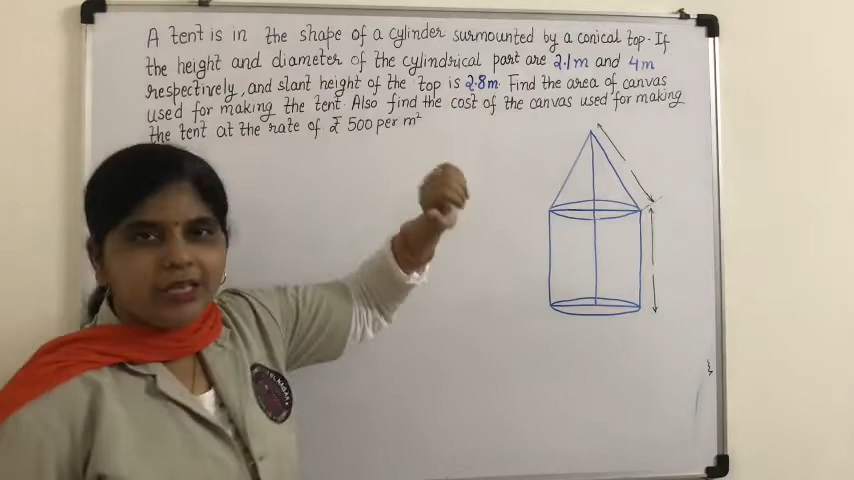 A tent is in the shape of a cylinder surmounted by a conical top. If
the height and diameter of the cylindrical part are 2.1m and 4m
respectively, and slant height of the top is 2.8m. Find the area of canvas
used for making the tent. Also find the cost of the canvas used for making
the tent at the rate of ₹ 500 per m²